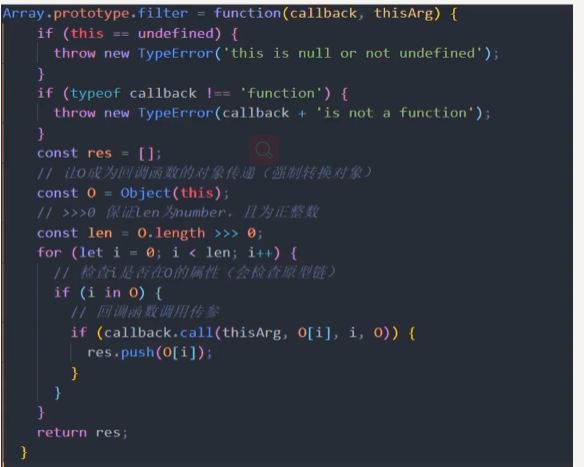 Array.prototype.filter = function(callback, thisArg) {
if (this == undefined) {
throw new TypeError('this is null or not undefined');
}
if (typeof callback !== 'function') {
throw new TypeError(callback + 'is not a function');
}
const res = [];
// 让O成为回调函数的对象传递（强制转换对象）
const O = Object(this);
// >>>0 保证len为number，且为正整数
const len = O.length >>> 0;
for (let i = 0; i < len; i++) {
// 检查i是否在O的属性（会检查原型链）
if (i in O) {
// 回调函数调用传参
if (callback.call(thisArg, O[i], i, O)) {
res.push(O[i]);
}
}
}
return res;
}